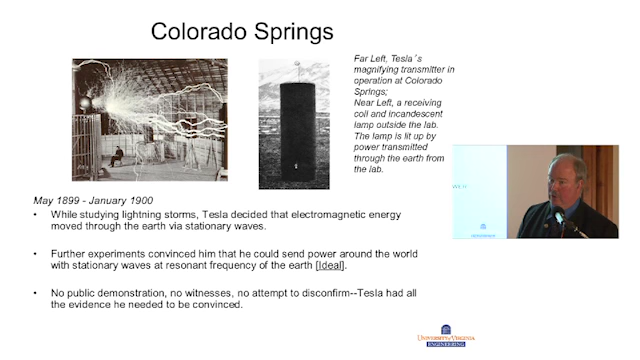 Colorado Springs
Far Left, Tesla´s
magnifying transmitter in
operation at Colorado
Springs;
Near Left, a receiving
coil and incandescent
lamp outside the lab.
The lamp is lit up by
power transmitted
through the earth from
the lab.
May 1899 - January 1900
• While studying lightning storms, Tesla decided that electromagnetic energy
moved through the earth via stationary waves.
• Further experiments convinced him that he could send power around the world
with stationary waves at resonant frequency of the earth [Ideal].
• No public demonstration, no witnesses, no attempt to disconfirm--Tesla had all
the evidence he needed to be convinced.
UNIVERSITY of VIRGINIA
ENGINEERING